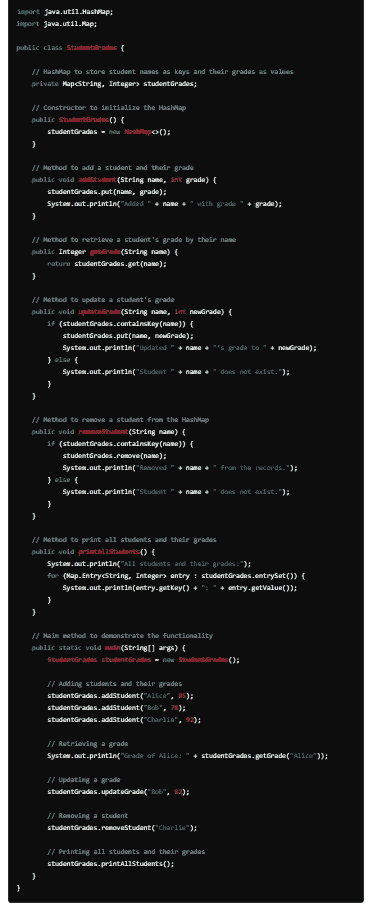 import java.util.HashMap;
import java.util.Map;
public class StudentGrades {
// HashMap to store student names as keys and their grades as values
private Map<String, Integer> studentGrades;
// Constructor to initialize the HashMap
public StudentGrades() {
studentGrades = new HashMap<>();
}
// Method to add a student and their grade
public void addStudent(String name, int grade) {
studentGrades.put(name, grade);
System.out.println("Added " + name + " with grade " + grade);
}
// Method to retrieve a student's grade by their name
public Integer getGrade(String name) {
return studentGrades.get(name);
}
// Method to update a student's grade
public void updateGrade(String name, int newGrade) {
if (studentGrades.containsKey(name)) {
studentGrades.put(name, newGrade);
System.out.println("Updated " + name + "'s grade to " + newGrade);
} else {
System.out.println("Student " + name + " does not exist.");
}
}
// Method to remove a student from the HashMap
public void removeStudent(String name) {
if (studentGrades.containsKey(name)) {
studentGrades.remove(name);
System.out.println("Removed " + name + " from the records.");
} else {
System.out.println("Student " + name + " does not exist.");
}
}
// Method to print all students and their grades
public void printAllStudents() {
System.out.println("All students and their grades:");
for (Map.Entry<String, Integer> entry : studentGrades.entrySet()) {
System.out.println(entry.getKey() + ": " + entry.getValue());
}
}
// Main method to demonstrate the functionality
public static void main(String[] args) {
StudentGrades studentGrades = new StudentGrades();
// Adding students and their grades
studentGrades.addStudent("Alice", 85);
studentGrades.addStudent("Bob", 78);
studentGrades.addStudent("Charlie", 92);
// Retrieving a grade
System.out.println("Grade of Alice: " + studentGrades.getGrade("Alice"));
// Updating a grade
studentGrades.updateGrade("Bob", 82);
// Removing a student
studentGrades.removeStudent("Charlie");
// Printing all students and their grades
studentGrades.printAllStudents();
}
}